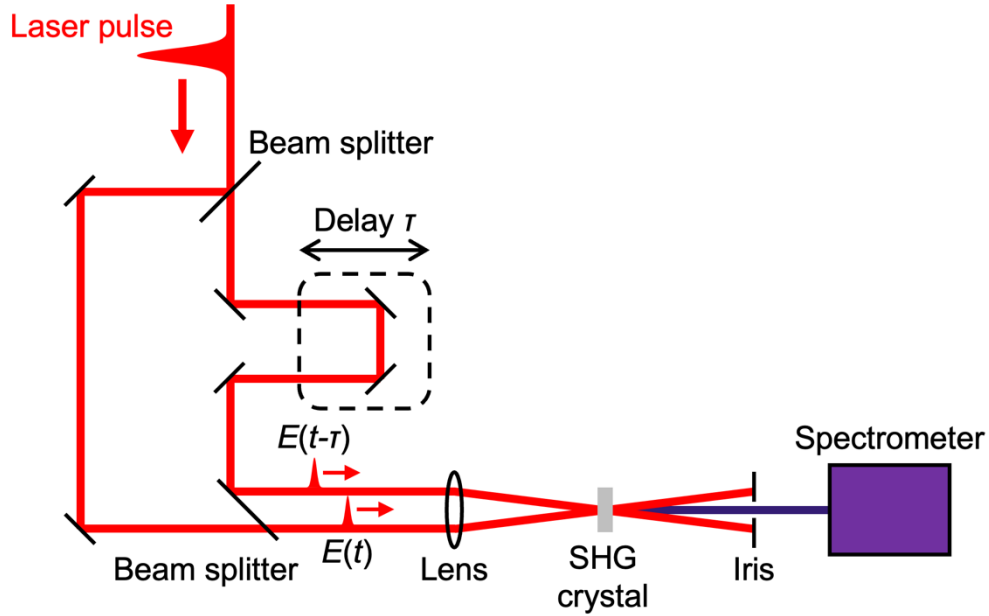 Laser pulse
Beam splitter
Delay τ
E(t-τ)
E(t)
Beam splitter
Lens
SHG
crystal
Iris
Spectrometer